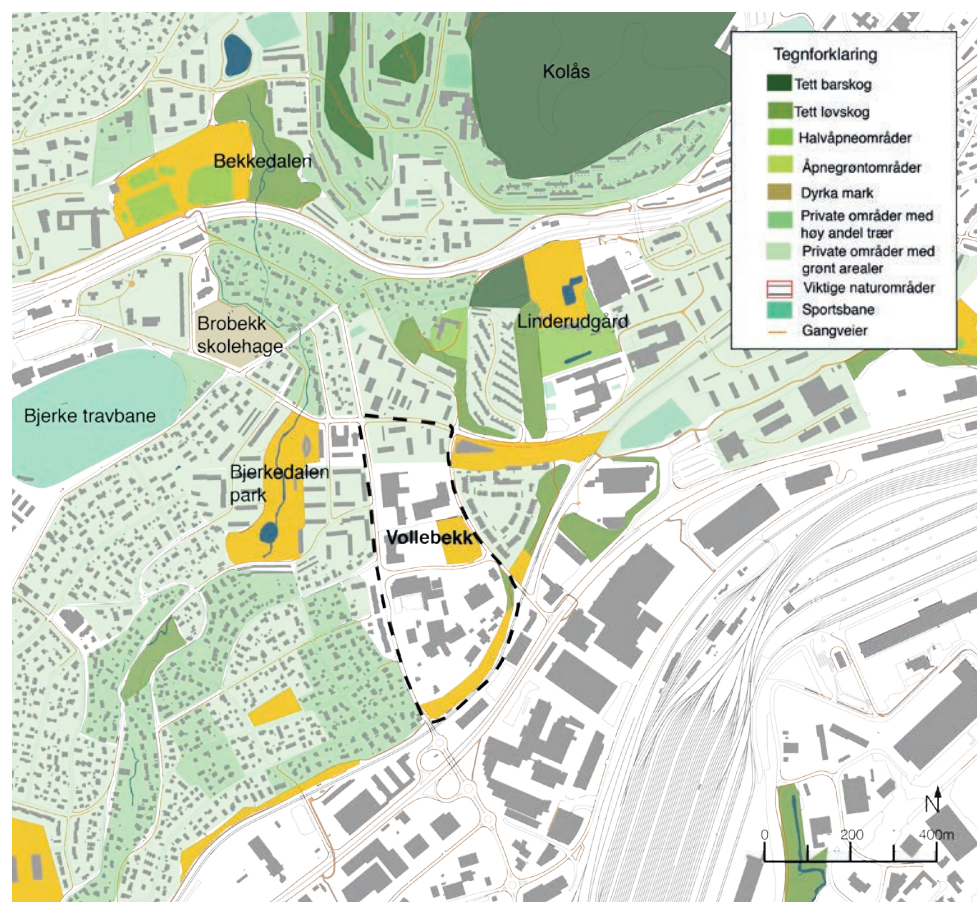 Tegnforklaring
Tett barskog
Tett løvskog
Halvåpneområder
Åpnegrøntområder
Dyrka mark
Private områder med
høy andel trær
Private områder med
grønt arealer
Viktige naturområder
Sportsbane
Gangveier
Kolås
Bekkedalen
Linderudgård
Brobekk
skolehage
Bjerke travbane
Bjerkedalen
park
Vollebekk
N
0 200 400m